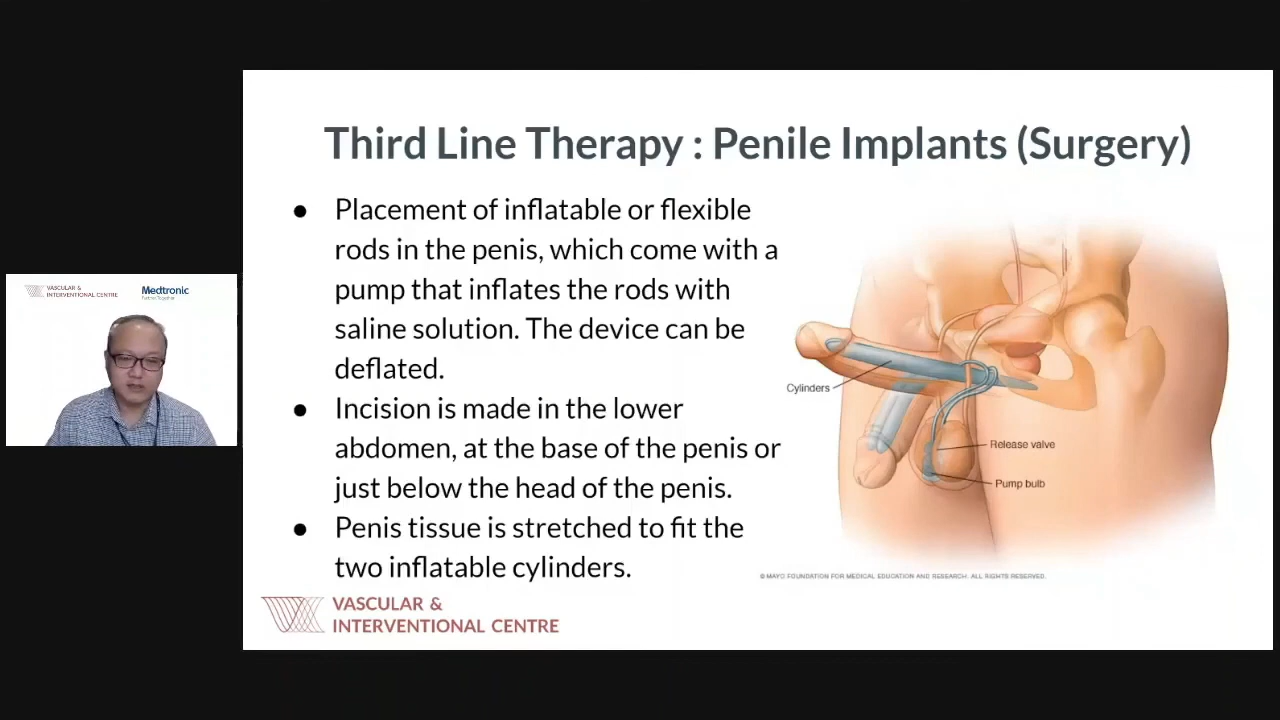 Third Line Therapy : Penile Implants (Surgery)
● Placement of inflatable or flexible
rods in the penis, which come with a
pump that inflates the rods with
saline solution. The device can be
deflated.
● Incision is made in the lower
abdomen, at the base of the penis or
just below the head of the penis.
● Penis tissue is stretched to fit the
two inflatable cylinders.
Cylinders
Release valve
Pump bulb
© MAYO FOUNDATION FOR MEDICAL EDUCATION AND RESEARCH. ALL RIGHTS RESERVED.
VASCULAR &
INTERVENTIONAL CENTRE
VASCULAR &
INTERVENTIONAL CENTRE
Medtronic